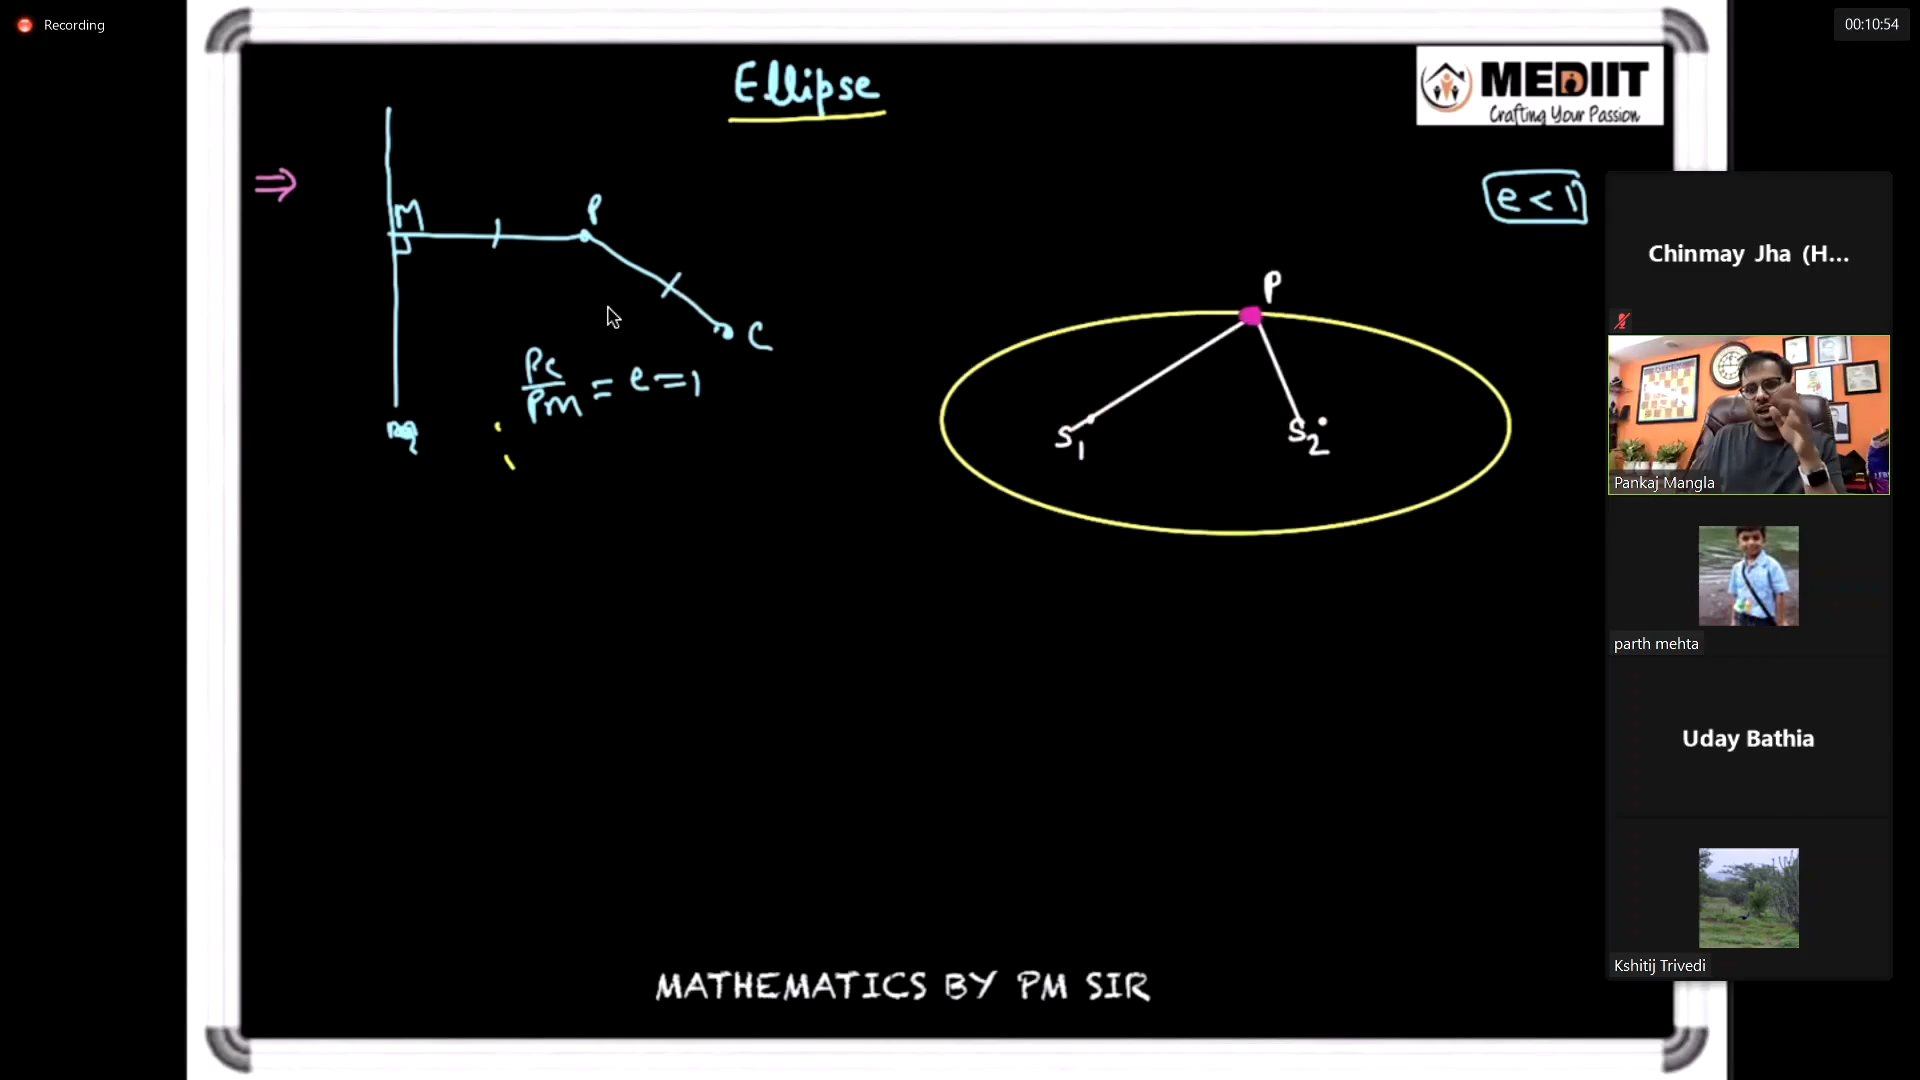 Recording
00:10:54
Ellipse
MEDIIT
Crafting Your Passion
⇒
M
P
e < 1
Chinmay Jha (H...
P
C
PC/PM = e = 1
S1
S2
Pankaj Mangla
parth mehta
Uday Bathia
Kshitij Trivedi
MATHEMATICS BY PM SIR